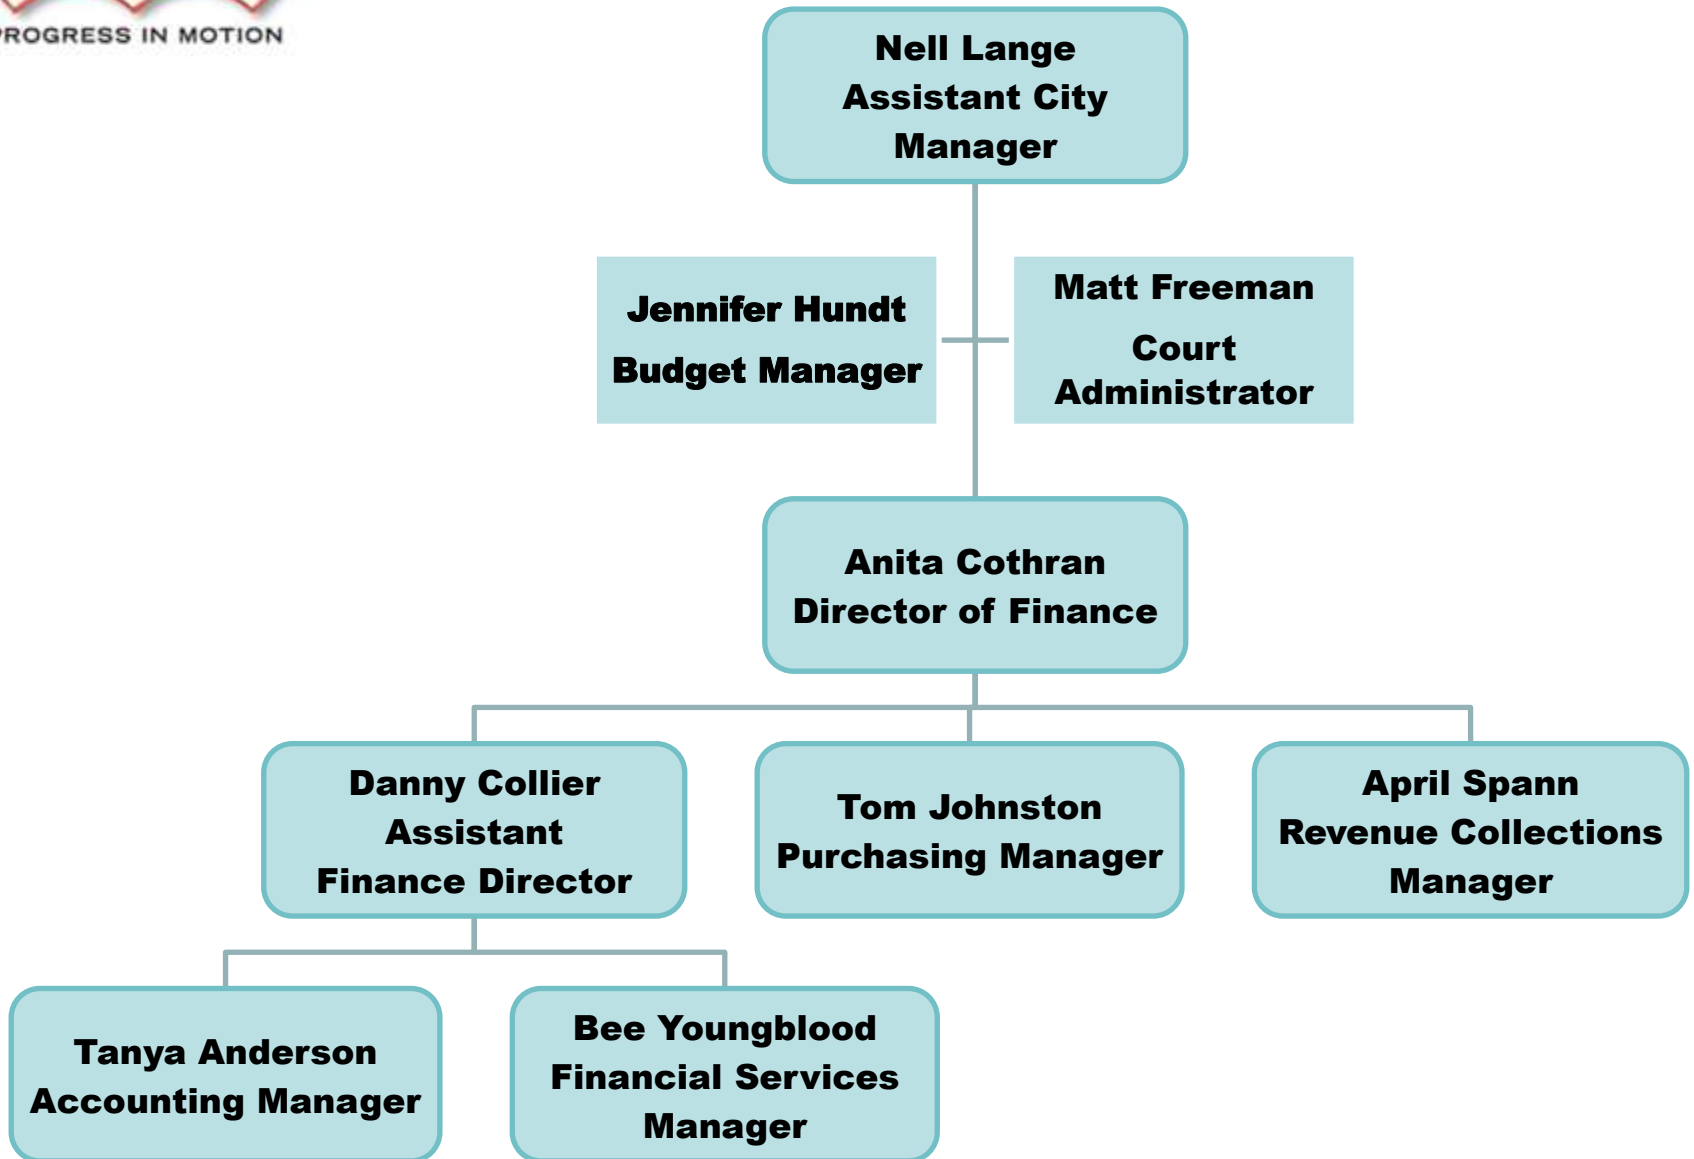 PROGRESS IN MOTION
Nell Lange
Assistant City
Manager
Jennifer Hundt
Budget Manager
Matt Freeman
Court
Administrator
Anita Cothran
Director of Finance
Danny Collier
Assistant
Finance Director
Tom Johnston
Purchasing Manager
April Spann
Revenue Collections
Manager
Tanya Anderson
Accounting Manager
Bee Youngblood
Financial Services
Manager